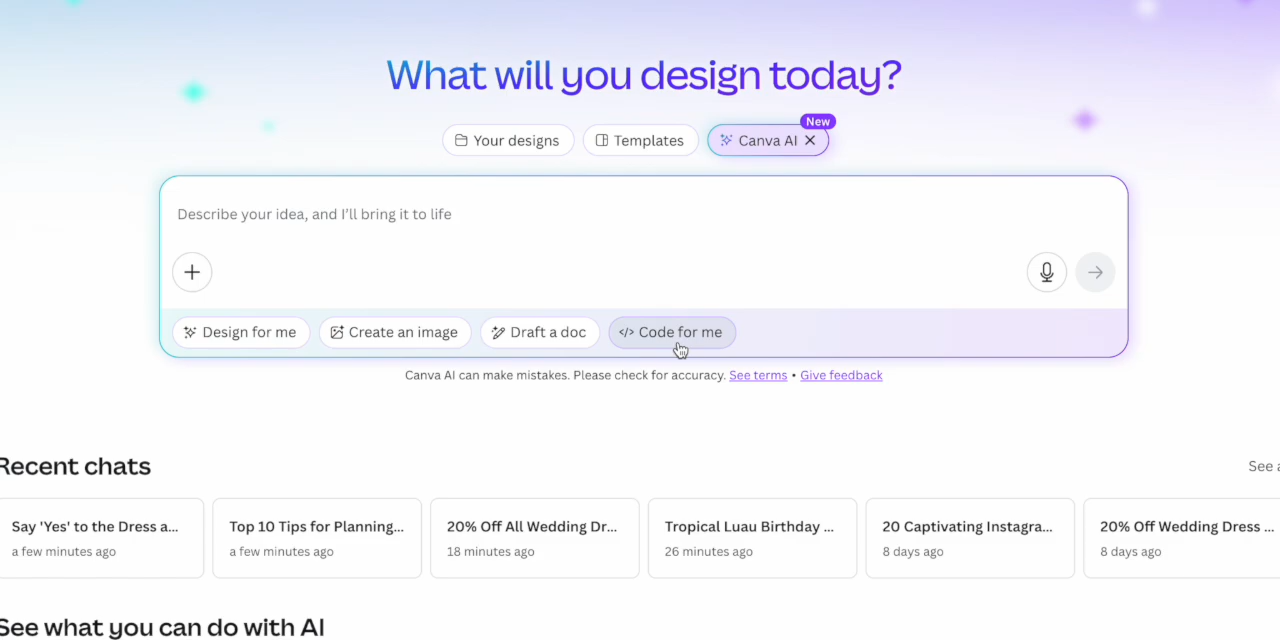 What will you design today?
New
Your designs
Templates
Canva AI
Describe your idea, and I'll bring it to life
Design for me
Create an image
Draft a doc
</> Code for me
Canva AI can make mistakes. Please check for accuracy. See terms • Give feedback
Recent chats
See a
Say 'Yes' to the Dress a...
a few minutes ago
Top 10 Tips for Planning...
a few minutes ago
20% Off All Wedding Dr...
18 minutes ago
Tropical Luau Birthday ...
26 minutes ago
20 Captivating Instagra...
8 days ago
20% Off Wedding Dress ...
8 days ago
See what you can do with AI